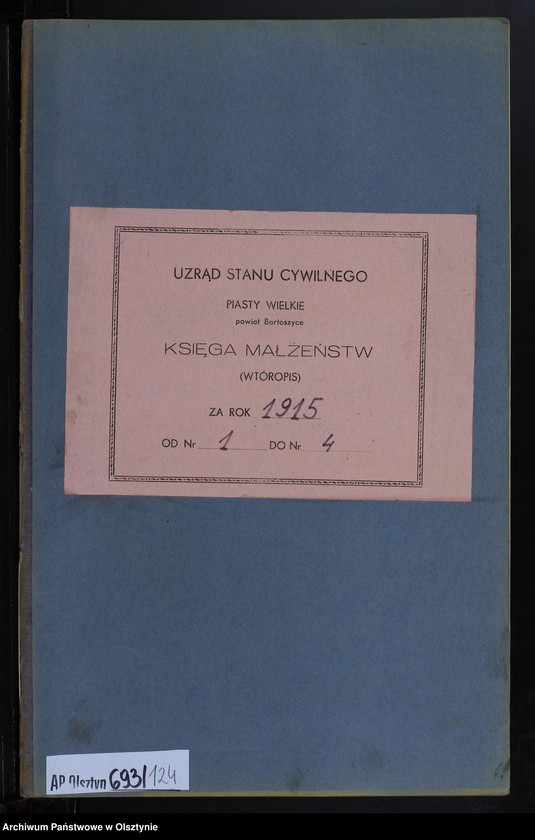 UZRĄD STANU CYWILNEGO
PIASTY WIELKIE
powiat Bartoszyce
KSIĘGA MAŁŻEŃSTW
(WTÓROPIS)
ZA ROK 1915
OD Nr 1 DO Nr 4
AP Olsztyn 693/124
Archiwum Państwowe w Olsztynie